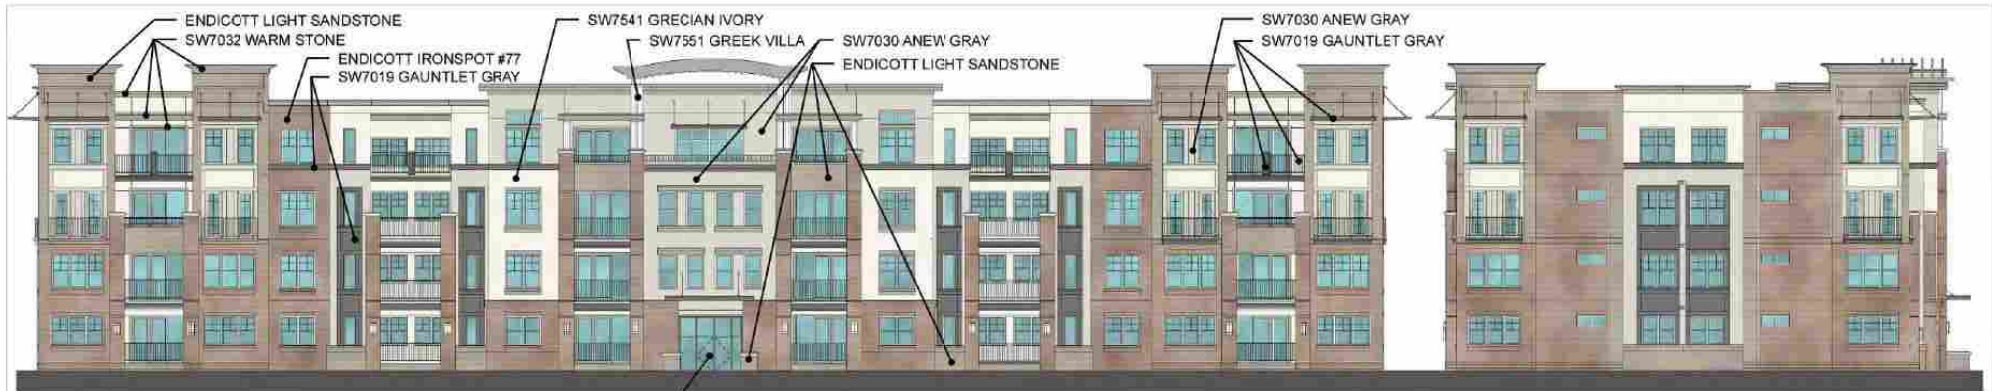 ENDICOTT LIGHT SANDSTONE
SW7032 WARM STONE
ENDICOTT IRONSPOT #77
SW7019 GAUNTLET GRAY
SW7541 GRECIAN IVORY
SW7551 GREEK VILLA
SW7030 ANEW GRAY
ENDICOTT LIGHT SANDSTONE
SW7030 ANEW GRAY
SW7019 GAUNTLET GRAY